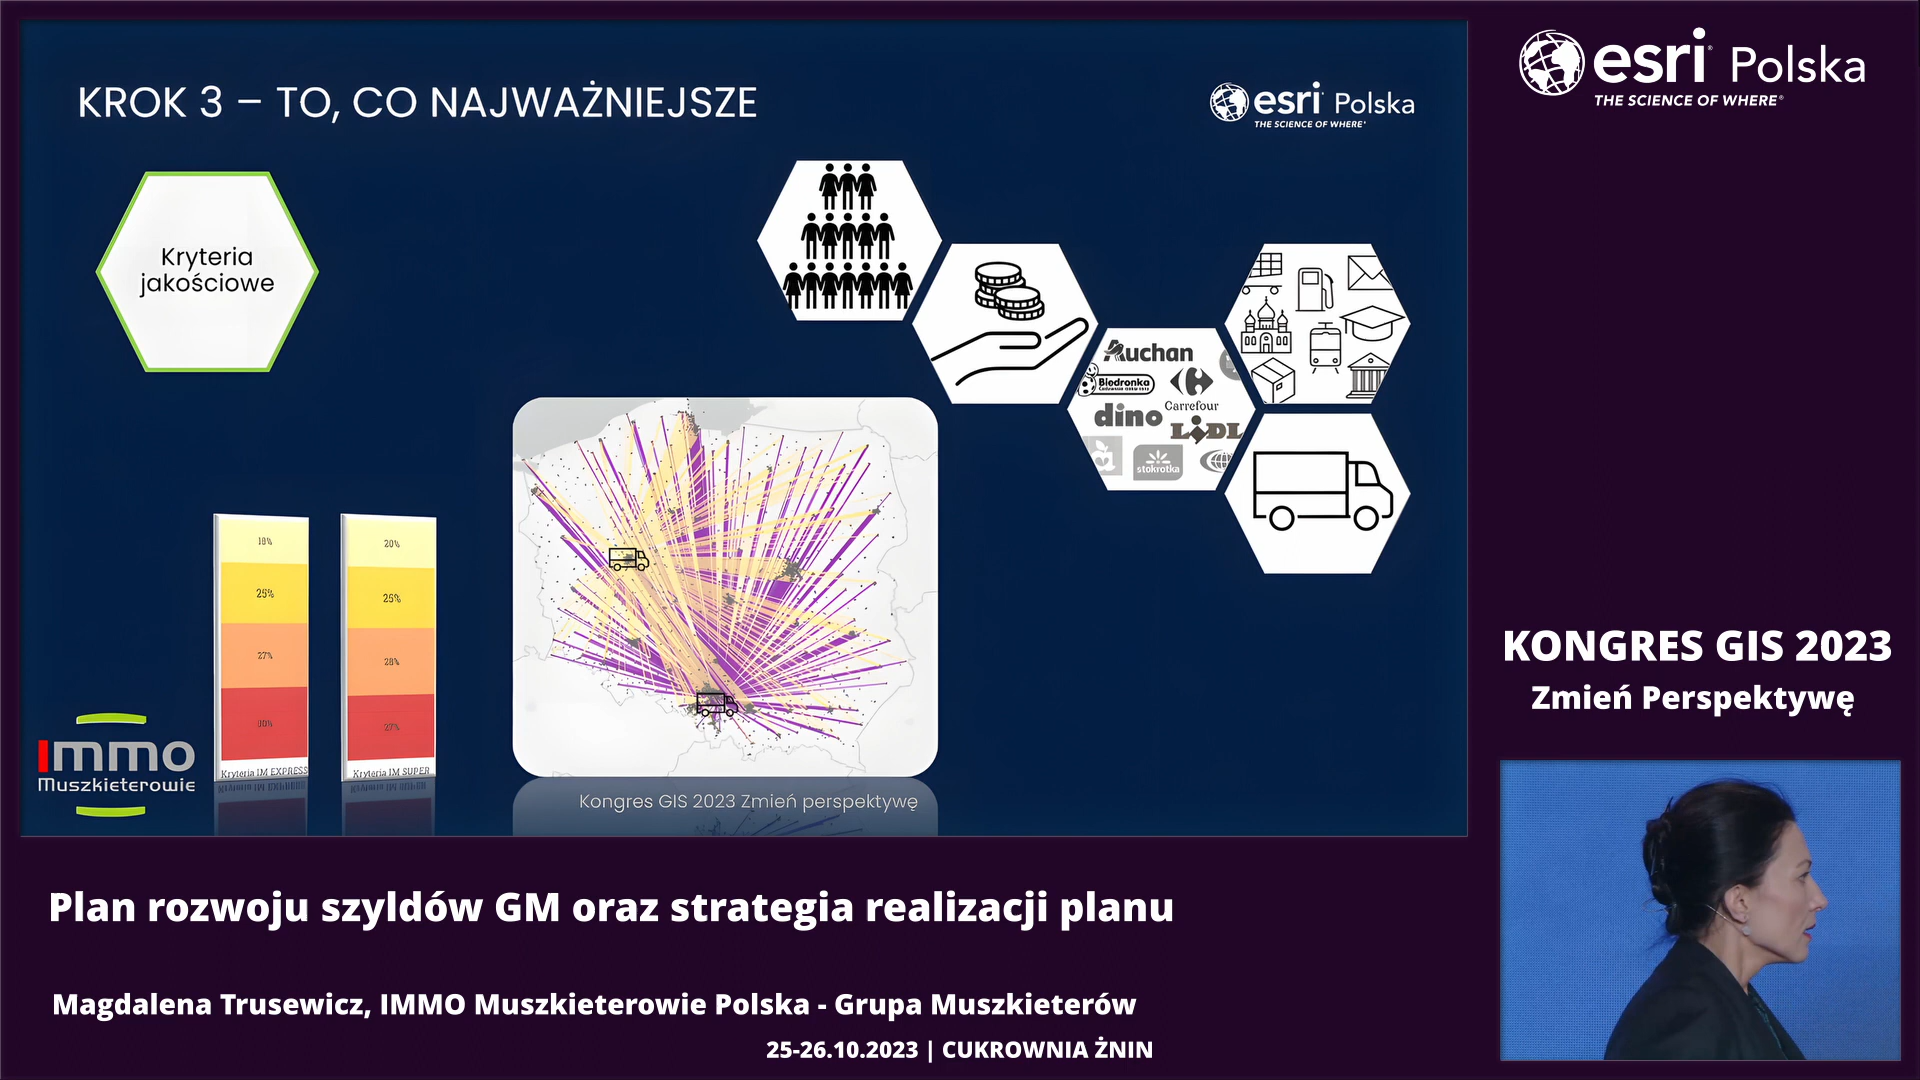 KROK 3 – TO, CO NAJWAŻNIEJSZE
esri Polska
THE SCIENCE OF WHERE®
esri Polska
THE SCIENCE OF WHERE®
Kryteria
jakościowe
Auchan
Biedronka
Carrefour
dino
LIDL
stokrotka
20%
25%
25%
27%
28%
27%
Kryteria IM EXPRESS
Kryteria IM SUPER
immo
Muszkieterowie
Kongres GIS 2023 Zmień perspektywę
KONGRES GIS 2023
Zmień Perspektywę
Plan rozwoju szyldów GM oraz strategia realizacji planu
Magdalena Trusewicz, IMMO Muszkieterowie Polska - Grupa Muszkieterów
25-26.10.2023 | CUKROWNIA ŻNIN